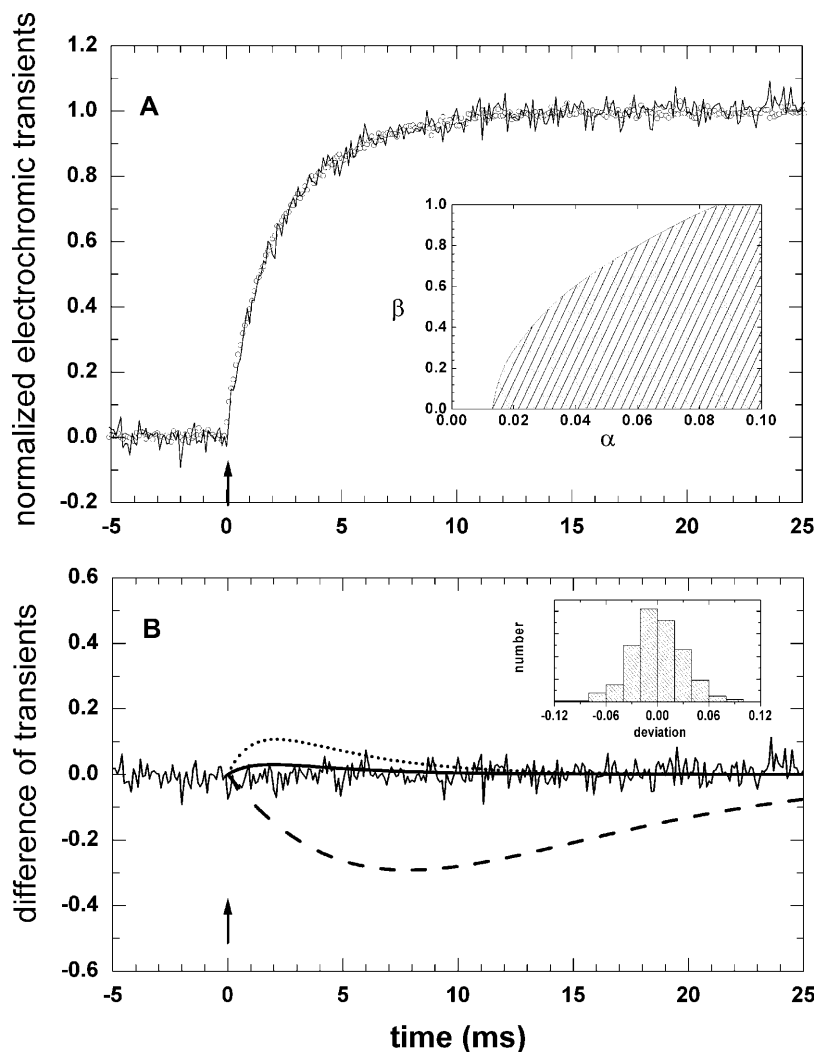 normalized electrochromic transients
1.2
1.0
0.8
0.6
0.4
0.2
0.0
-0.2
A
β
1.0
0.8
0.6
0.4
0.2
0.0
0.00 0.02 0.04 0.06 0.08 0.10
α
-5 0 5 10 15 20 25
difference of transients
0.6
0.4
0.2
0.0
-0.2
-0.4
-0.6
B
number
-0.12 -0.06 0.00 0.06 0.12
deviation
-5 0 5 10 15 20 25
time (ms)